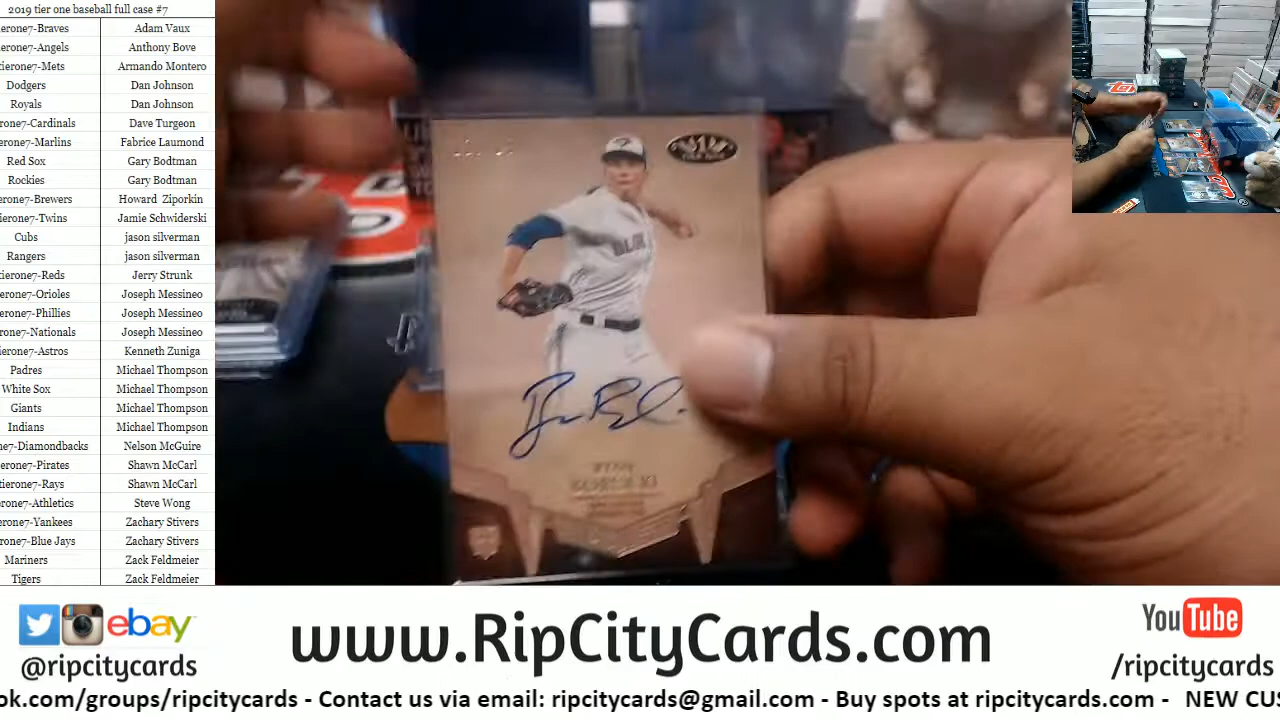 2019 tier one baseball full case #7
erone7-Braves Adam Vaux
erone7-Angels Anthony Bove
tierone7-Mets Armando Montero
Dodgers Dan Johnson
Royals Dan Johnson
erone7-Cardinals Dave Turgeon
erone7-Marlins Fabrice Laumond
Red Sox Gary Bodtman
Rockies Gary Bodtman
erone7-Brewers Howard Ziporkin
ierone7-Twins Jamie Schwiderski
Cubs jason silverman
Rangers jason silverman
tierone7-Reds Jerry Strunk
erone7-Orioles Joseph Messineo
erone7-Phillies Joseph Messineo
rone7-Nationals Joseph Messineo
ierone7-Astros Kenneth Zuniga
Padres Michael Thompson
White Sox Michael Thompson
Giants Michael Thompson
Indians Michael Thompson
ne7-Diamondbacks Nelson McGuire
erone7-Pirates Shawn McCarl
tierone7-Rays Shawn McCarl
rone7-Athletics Steve Wong
erone7-Yankees Zachary Stivers
erone7-Blue Jays Zachary Stivers
Mariners Zack Feldmeier
Tigers Zack Feldmeier
ebay
@ripcitycards
www.RipCityCards.com
YouTube
/ripcitycards
ok.com/groups/ripcitycards - Contact us via email: ripcitycards@gmail.com - Buy spots at ripcitycards.com - NEW CUS